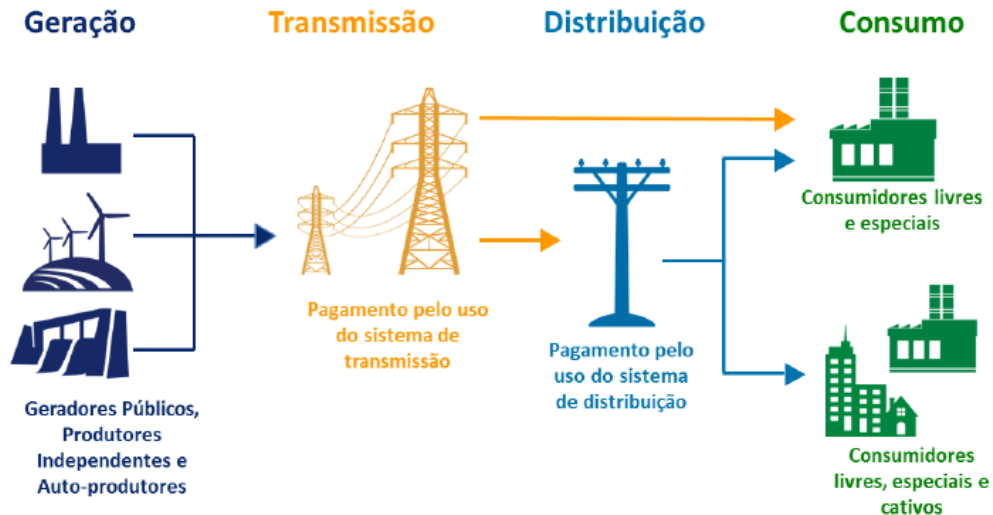 Geração
Transmissão
Distribuição
Consumo
Consumidores livres
e especiais
Pagamento pelo uso
do sistema de
transmissão
Pagamento pelo
uso do sistema
de distribuição
Geradores Públicos,
Produtores
Independentes e
Auto-produtores
Consumidores
livres, especiais e
cativos